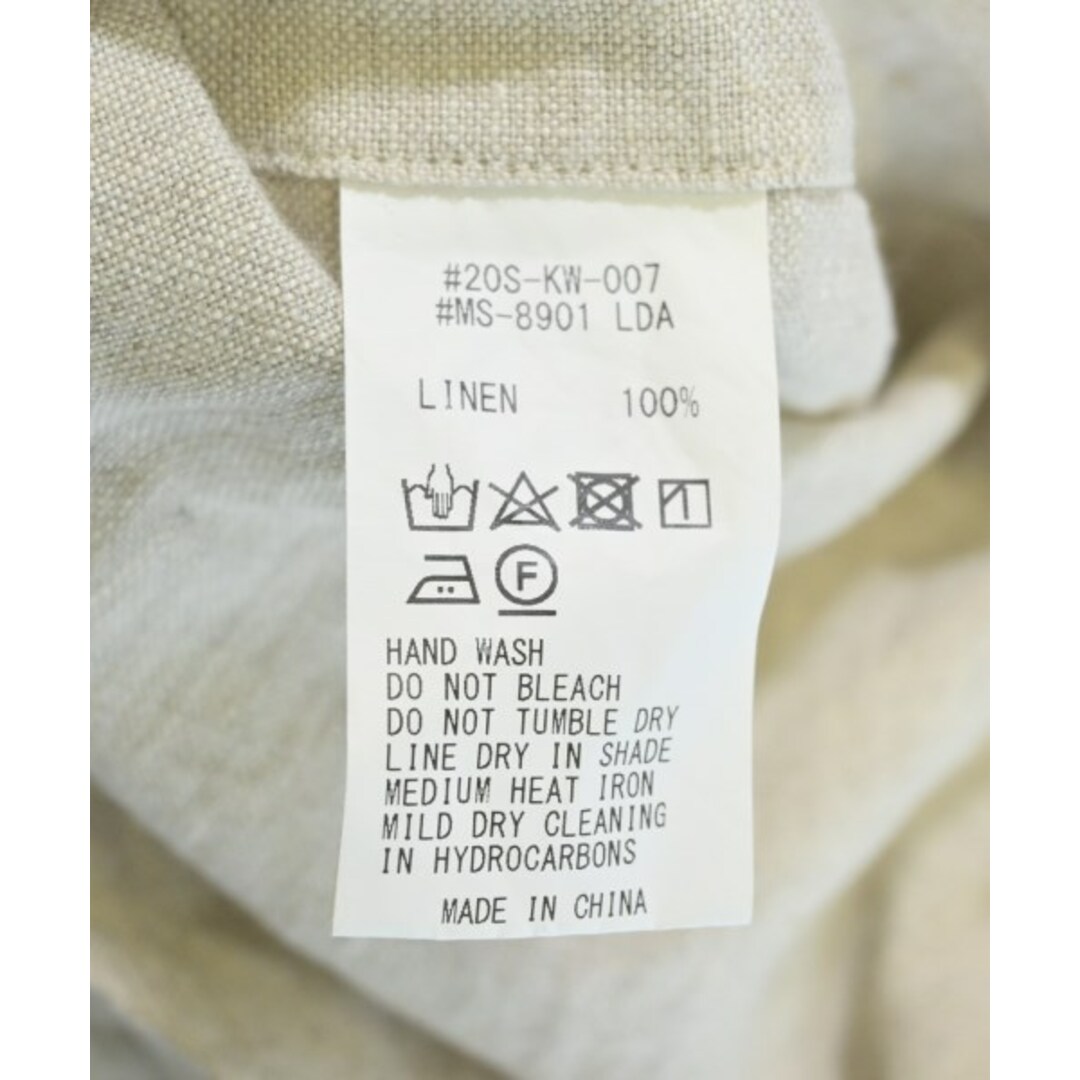 #20S-KW-007
#MS-8901 LDA
LINEN 100%
F
HAND WASH
DO NOT BLEACH
DO NOT TUMBLE DRY
LINE DRY IN SHADE
MEDIUM HEAT IRON
MILD DRY CLEANING
IN HYDROCARBONS
MADE IN CHINA